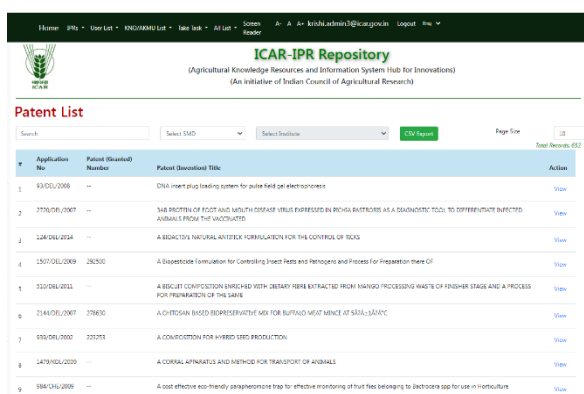 Home IPRs User List KNO/AKMU List Take Task All List Screen Reader A- A A+ krishi.admin3@icar.gov.in Logout Eng
ICAR-IPR Repository
(Agricultural Knowledge Resources and Information System Hub for Innovations)
(An initiative of Indian Council of Agricultural Research)
ICAR
Patent List
Search Select SMD Select Institute CSV Export Page Size 10
Total Records: 652
# Application No Patent (Granted) Number Patent (Invention) Title Action
1 93/DEL/2008 -- DNA insert plug loading system for pulse field gel electrophoresis View
2 2720/DEL/2007 -- 3AB PROTEIN OF FOOT AND MOUTH DISEASE VIRUS EXPRESSED IN PICHIA PASTRORIS AS A DIAGNOSTIC TOOL TO DIFFERENTIATE INFECTED
ANIMALS FROM THE VACCINATED View
3 124/DEL/2014 -- A BIOACTIVE NATURAL ANTITICK FORMULATION FOR THE CONTROL OF TICKS View
4 1507/DEL/2009 292500 A Biopesticide Formulation for Controlling Insect Pests and Pathogens and Process For Preparation there OF View
5 510/DEL/2011 -- A BISCUIT COMPOSITION ENRICHED WITH DIETARY FIBRE EXTRACTED FROM MANGO PROCESSING WASTE OF FINISHER STAGE AND A PROCESS
FOR PREPARATION OF THE SAME View
6 2144/DEL/2007 278630 A CHITOSAN BASED BIOPRESERVATIVE MIX FOR BUFFALO MEAT MINCE AT View
7 639/DEL/2002 223253 A COMPOSITION FOR HYBRID SEED PRODUCTION View
8 1479/KOL/2009 -- A CORRAL APPARATUS AND METHOD FOR TRANSPORT OF ANIMALS View
9 984/CHE/2009 -- A cost effective eco-friendly parapheromone trap for effective monitoring of fruit flies belonging to Bactrocera spp for use in Horticulture View